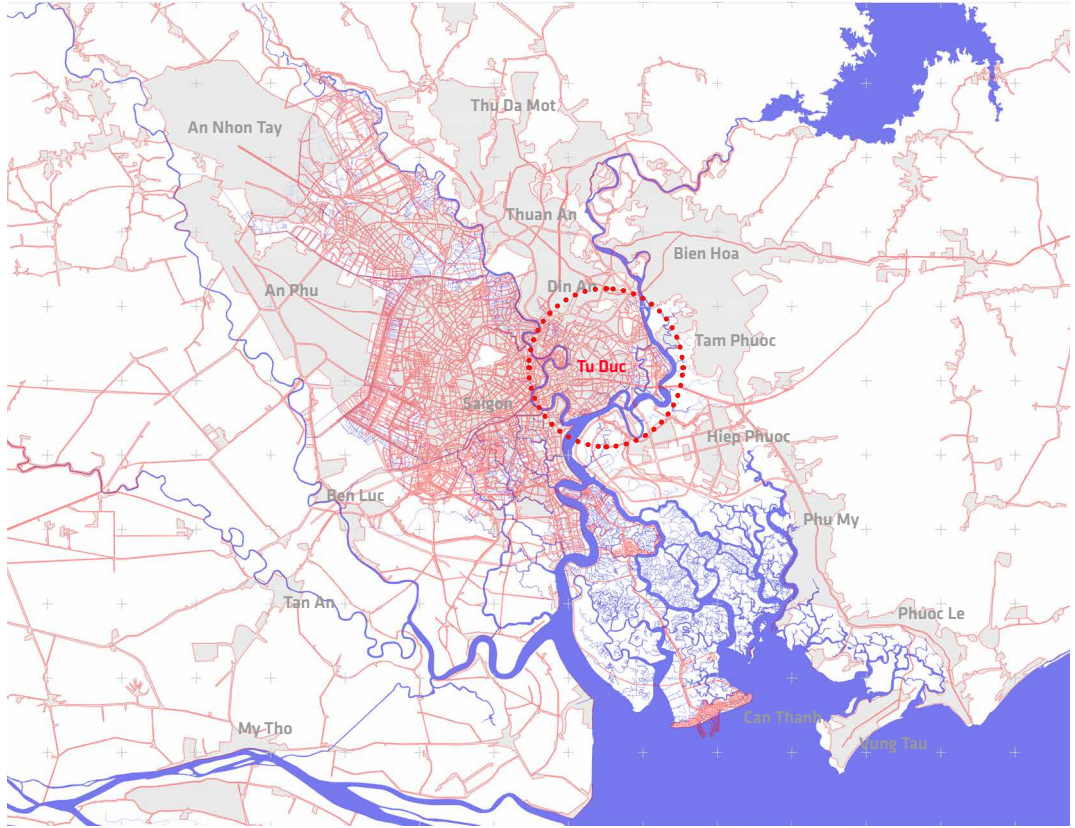 Thu Da Mot
An Nhon Tay
Thuan An
Bien Hoa
Din An
An Phu
Tam Phuoc
Tu Duc
Saigon
Hiep Phuoc
Ben Luc
Phu My
Tan An
Phuoc Le
Can Thanh
My Tho
Vung Tau